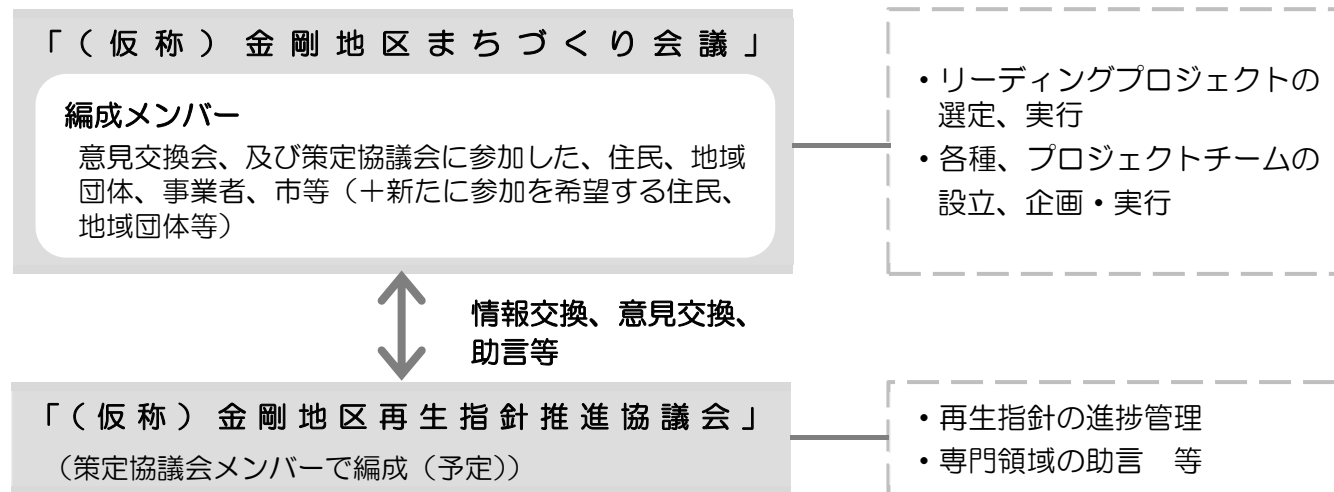 「（仮称）金剛地区まちづくり会議」
編成メンバー
意見交換会、及び策定協議会に参加した、住民、地域
団体、事業者、市等（＋新たに参加を希望する住民、
地域団体等）
・リーディングプロジェクトの
選定、実行
・各種、プロジェクトチームの
設立、企画・実行
情報交換、意見交換、
助言等
「（仮称）金剛地区再生指針推進協議会」
（策定協議会メンバーで編成（予定））
・再生指針の進捗管理
・専門領域の助言　等